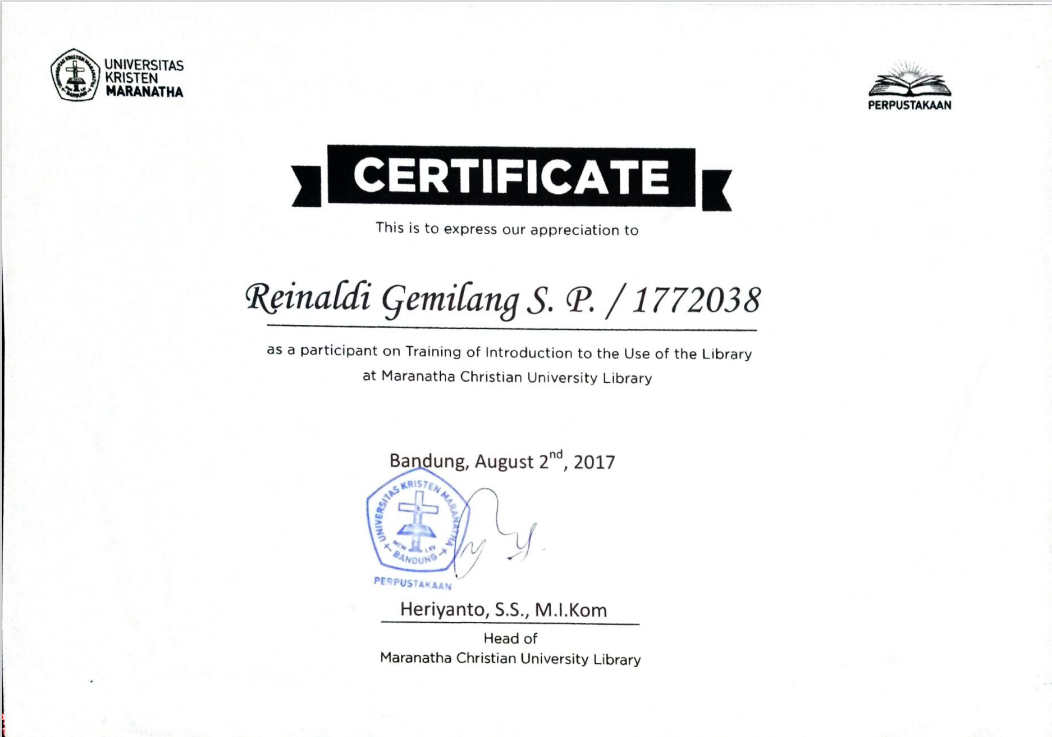 UNIVERSITAS
KRISTEN
MARANATHA
PERPUSTAKAAN
CERTIFICATE
This is to express our appreciation to
Reinaldi Gemilang S. P. / 1772038
as a participant on Training of Introduction to the Use of the Library
at Maranatha Christian University Library
Bandung, August 2nd, 2017
UNIVERSITAS KRISTEN MARANATHA
BANDUNG
PERPUSTAKAAN
Heriyanto, S.S., M.I.Kom
Head of
Maranatha Christian University Library